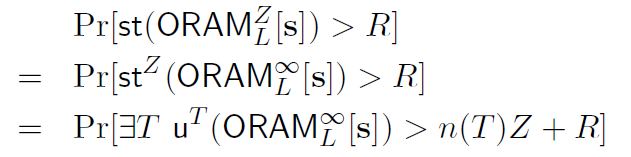 Pr[st(ORAM_L^Z[s]) > R]
= Pr[st^Z(ORAM_L^∞[s]) > R]
= Pr[∃T u^T(ORAM_L^∞[s]) > n(T)Z + R]